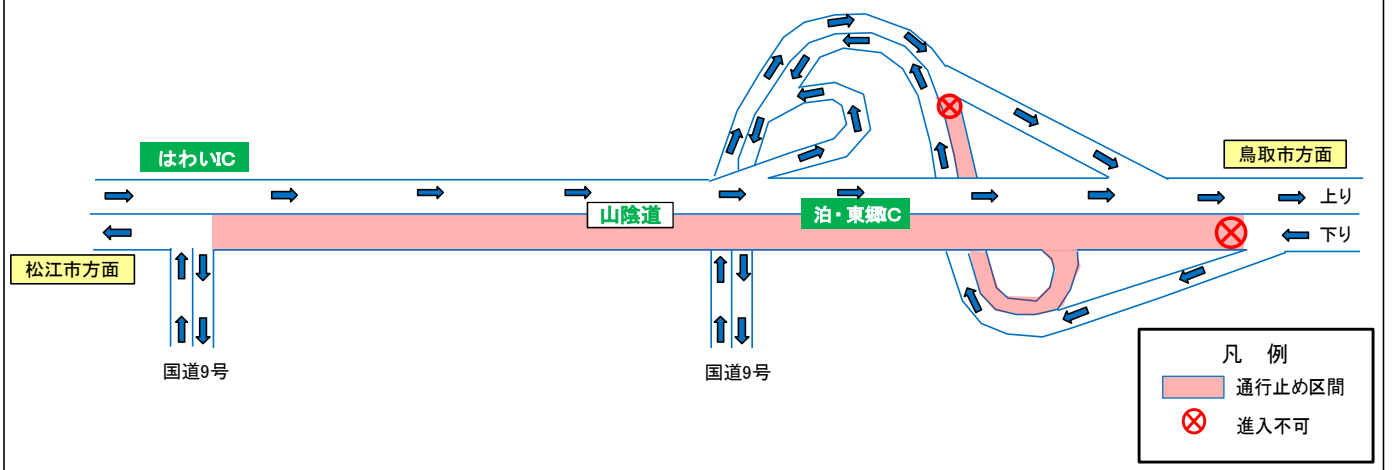 はわいIC
鳥取市方面
上り
山陰道
泊・東郷IC
下り
松江市方面
国道9号
国道9号
凡 例
通行止め区間
進入不可